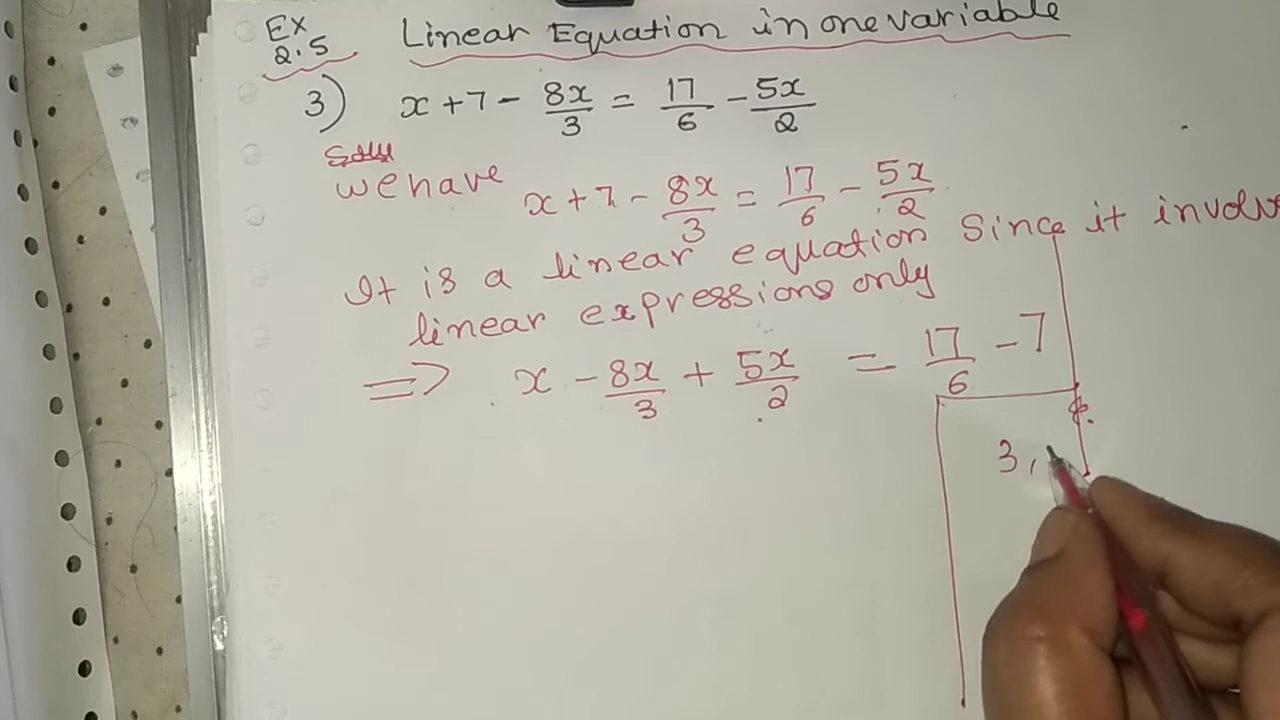 Ex 2.5 Linear Equation in one variable
3) x + 7 - 8x/3 = 17/6 - 5x/2
Soln
we have x + 7 - 8x/3 = 17/6 - 5x/2
It is a linear equation Since it involv
linear expressions only
=> x - 8x/3 + 5x/2 = 17/6 - 7
3,